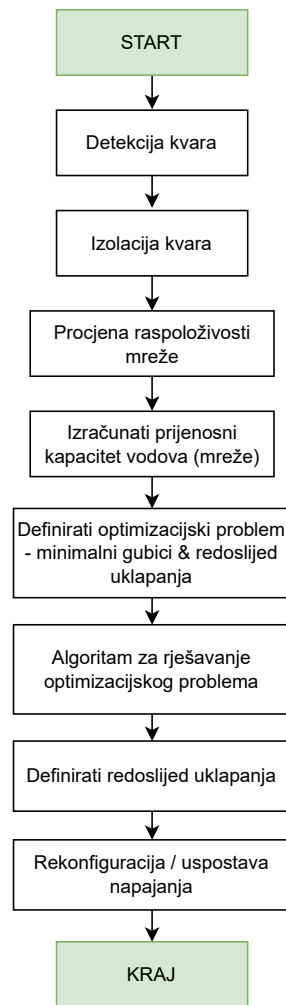 START
Detekcija kvara
Izolacija kvara
Procjena raspoloživosti
mreže
Izračunati prijenosni
kapacitet vodova (mreže)
Definirati optimizacijski problem
- minimalni gubici & redoslijed
uklapanja
Algoritam za rješavanje
optimizacijskog problema
Definirati redoslijed uklapanja
Rekonfiguracija / uspostava
napajanja
KRAJ